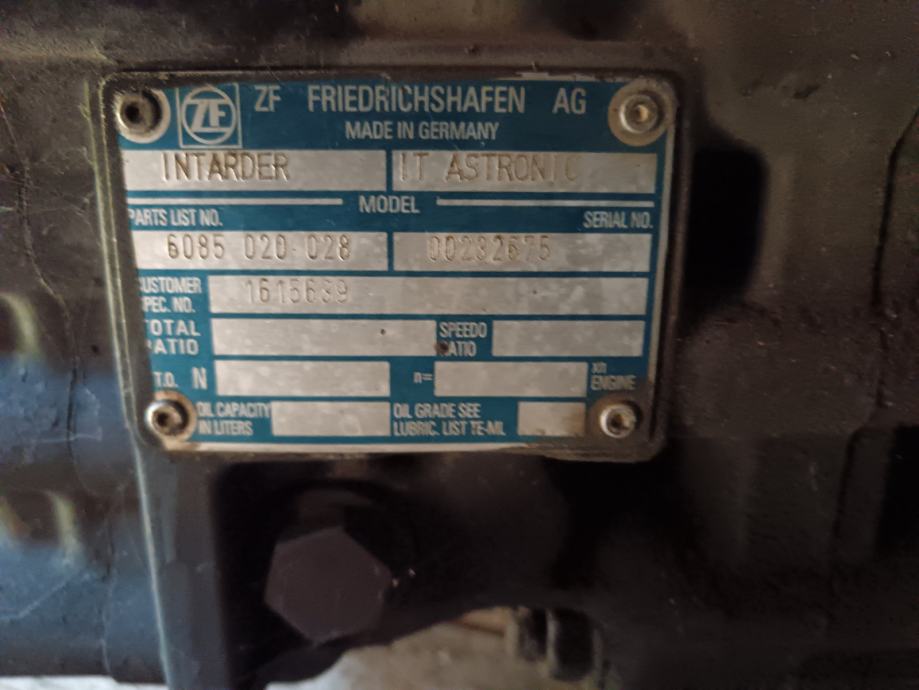 ZF ZF FRIEDRICHSHAFEN AG
MADE IN GERMANY
INTARDER IT ASTRONIC
MODEL
PARTS LIST NO. SERIAL NO.
6085 020-028 00232675
CUSTOMER 1615639
SPEC. NO.
TOTAL SPEEDO
RATIO RATIO
P.T.O. N n= xn
ENGINE
OIL CAPACITY OIL GRADE SEE
IN LITERS LUBRIC. LIST TE-ML